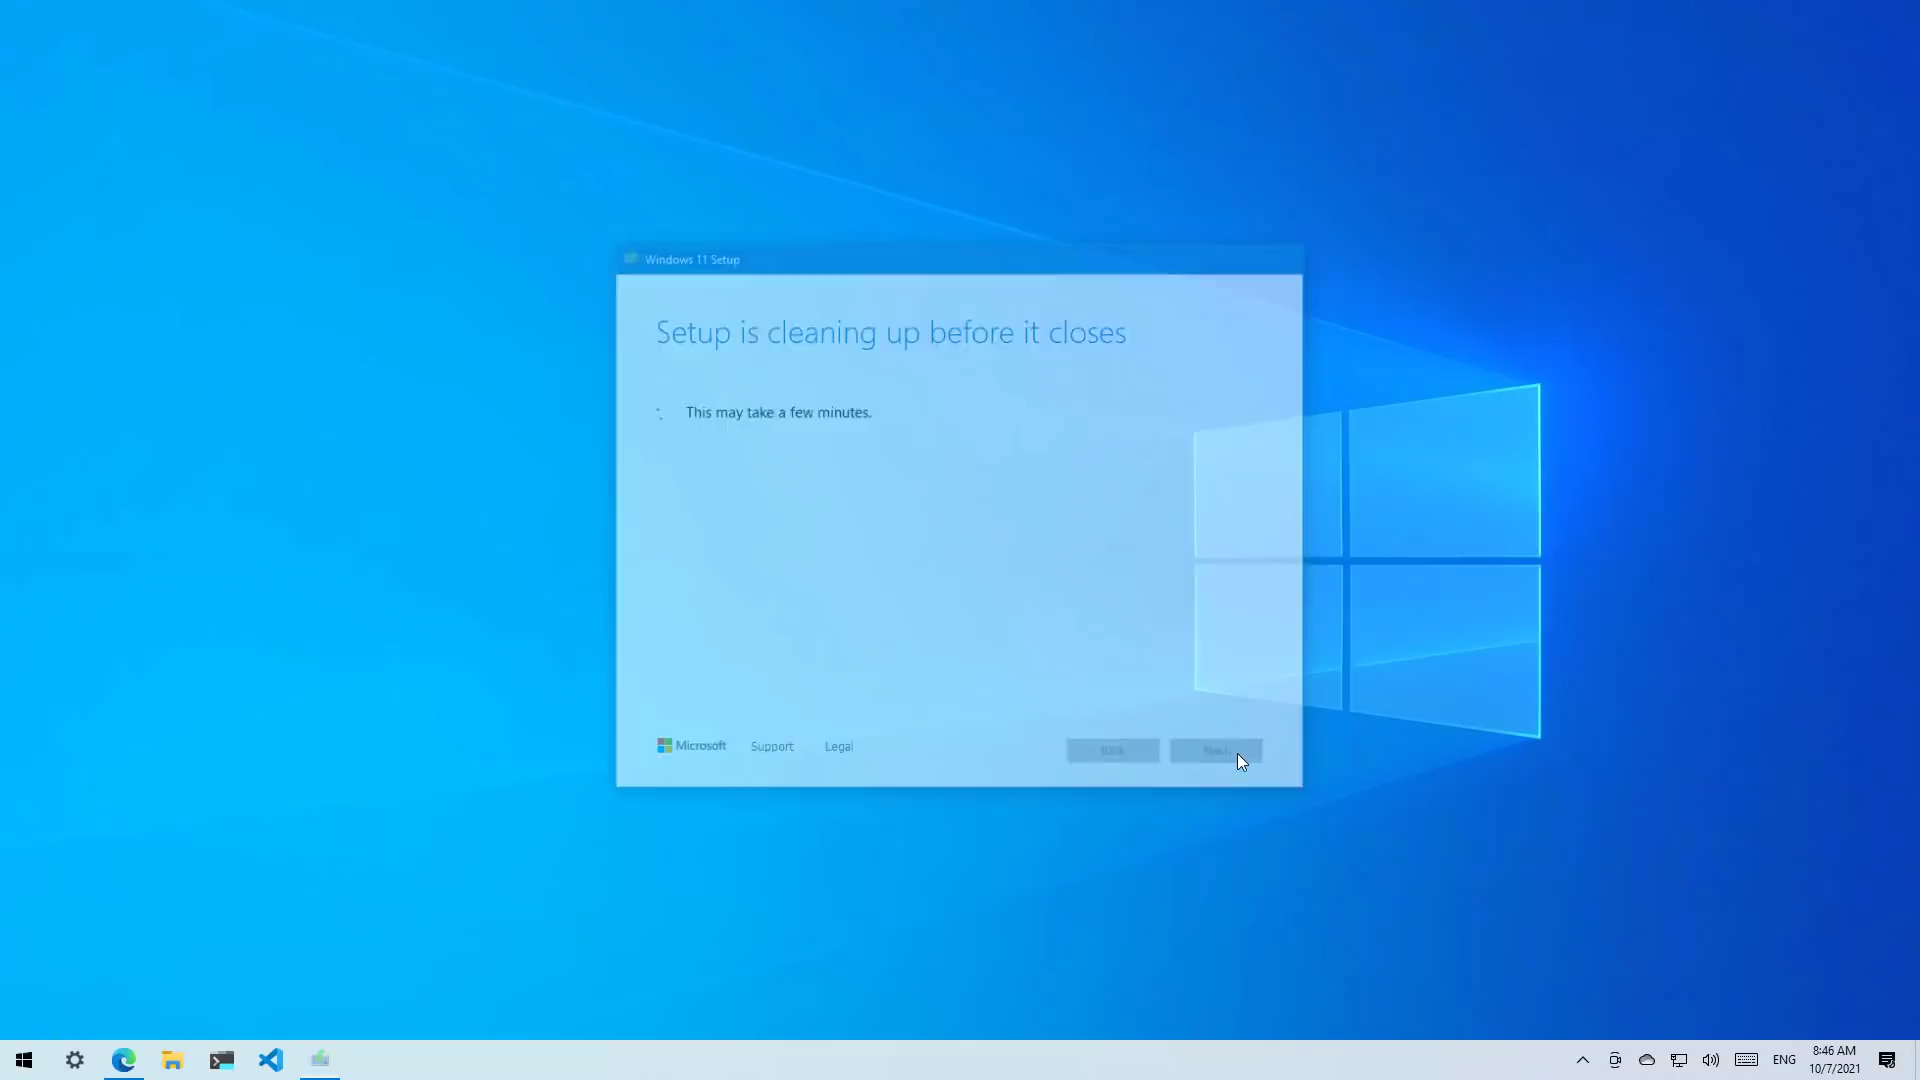 Windows 11 Setup
Setup is cleaning up before it closes
This may take a few minutes.
Microsoft Support Legal
ENG
8:46 AM
10/7/2021